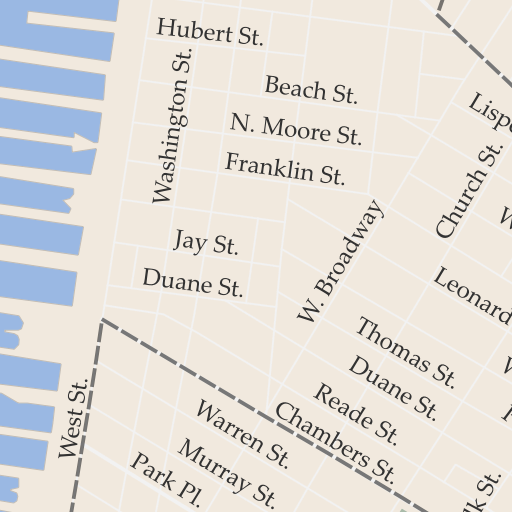 Hubert St.
Washington St.
Beach St.
N. Moore St.
Franklin St.
Church St.
Jay St.
W. Broadway
Duane St.
Leonard
Thomas St.
Duane St.
Reade St.
Chambers St.
West St.
Warren St.
Murray St.
Park Pl.